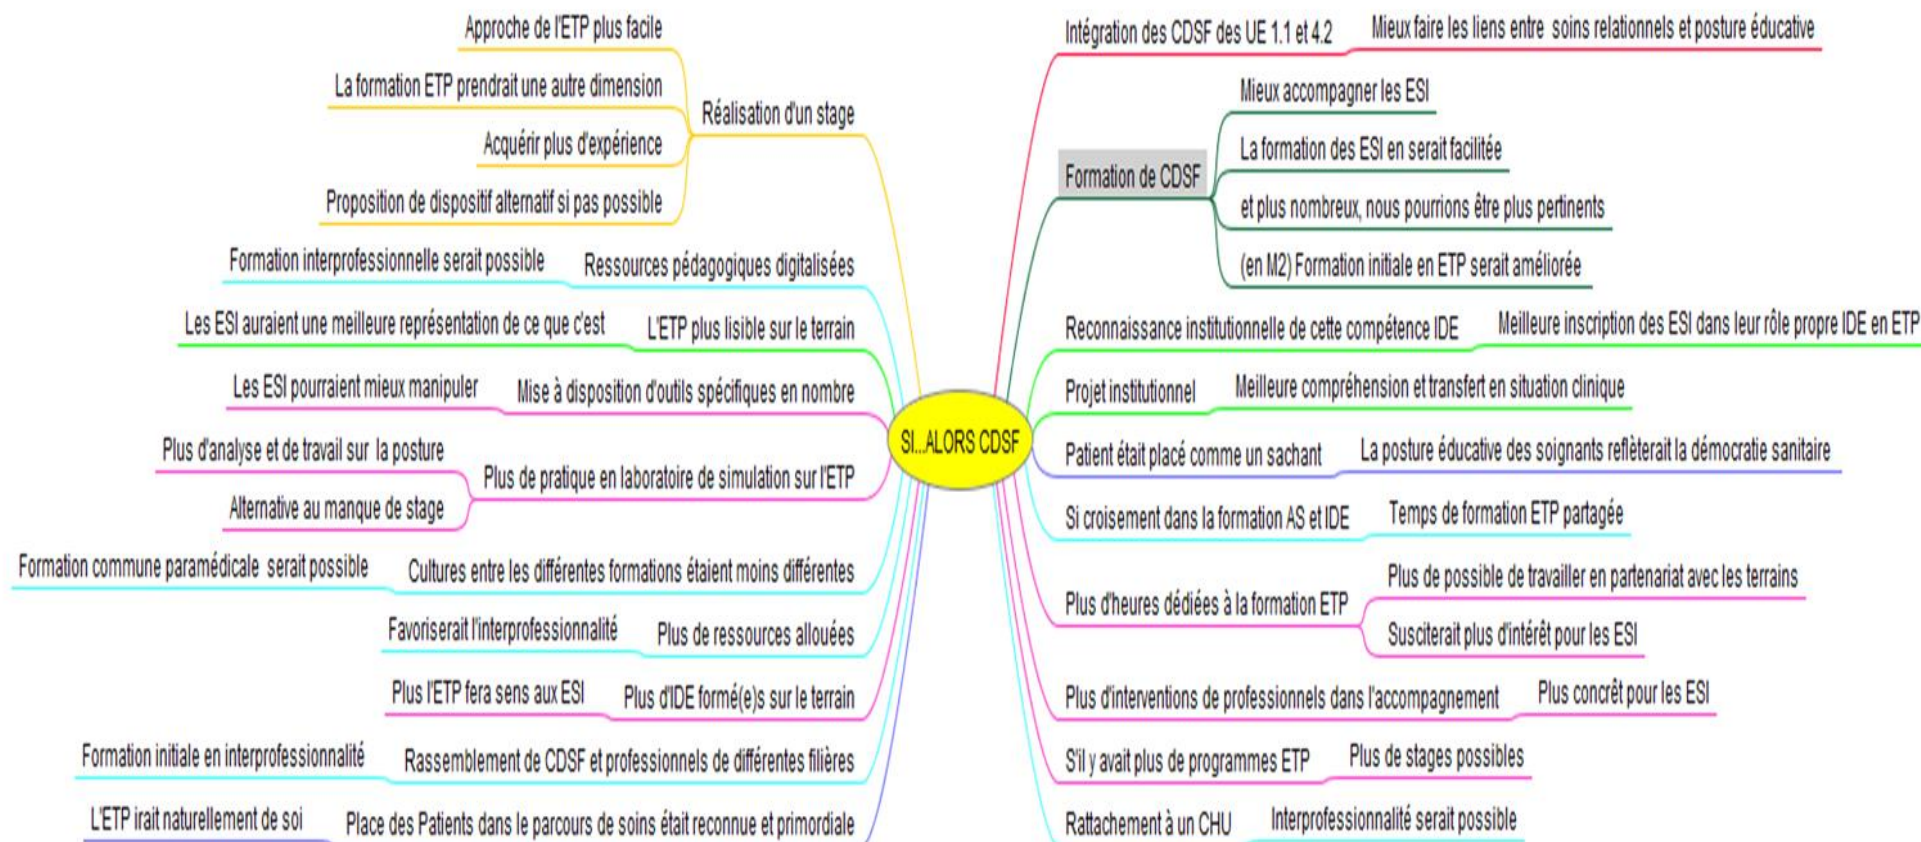 SI...ALORS CDSF
Réalisation d'un stage
Approche de l'ETP plus facile
La formation ETP prendrait une autre dimension
Acquérir plus d'expérience
Proposition de dispositif alternatif si pas possible
Ressources pédagogiques digitalisées
Formation interprofessionnelle serait possible
L'ETP plus lisible sur le terrain
Les ESI auraient une meilleure représentation de ce que c'est
Mise à disposition d'outils spécifiques en nombre
Les ESI pourraient mieux manipuler
Plus de pratique en laboratoire de simulation sur l'ETP
Plus d'analyse et de travail sur la posture
Alternative au manque de stage
Cultures entre les différentes formations étaient moins différentes
Formation commune paramédicale serait possible
Plus de ressources allouées
Favoriserait l'interprofessionnalité
Plus d'IDE formé(e)s sur le terrain
Plus l'ETP fera sens aux ESI
Rassemblement de CDSF et professionnels de différentes filières
Formation initiale en interprofessionnalité
Place des Patients dans le parcours de soins était reconnue et primordiale
L'ETP irait naturellement de soi
Intégration des CDSF des UE 1.1 et 4.2
Mieux faire les liens entre soins relationnels et posture éducative
Formation de CDSF
Mieux accompagner les ESI
La formation des ESI en serait facilitée
et plus nombreux, nous pourrions être plus pertinents
(en M2) Formation initiale en ETP serait améliorée
Reconnaissance institutionnelle de cette compétence IDE
Meilleure inscription des ESI dans leur rôle propre IDE en ETP
Projet institutionnel
Meilleure compréhension et transfert en situation clinique
Patient était placé comme un sachant
La posture éducative des soignants reflèterait la démocratie sanitaire
Si croisement dans la formation AS et IDE
Temps de formation ETP partagée
Plus d'heures dédiées à la formation ETP
Plus de possible de travailler en partenariat avec les terrains
Susciterait plus d'intérêt pour les ESI
Plus d'interventions de professionnels dans l'accompagnement
Plus concrêt pour les ESI
S'il y avait plus de programmes ETP
Plus de stages possibles
Rattachement à un CHU
Interprofessionnalité serait possible